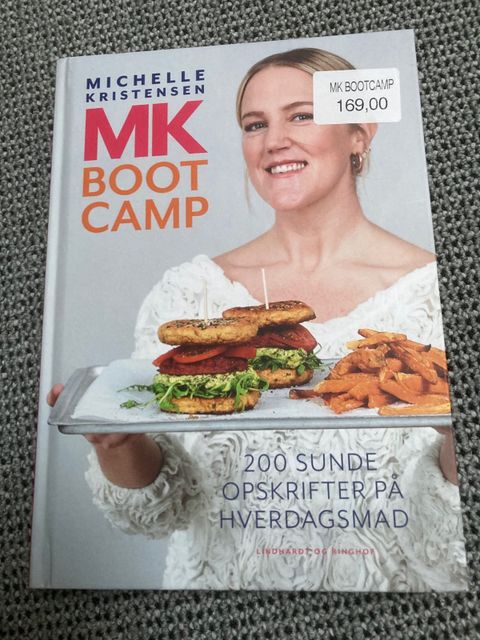 MICHELLE
KRISTENSEN
MK
BOOT
CAMP
MK BOOTCAMP
169,00
200 SUNDE
OPSKRIFTER PÅ
HVERDAGSMAD
LINDHARDT OG RINGHOF